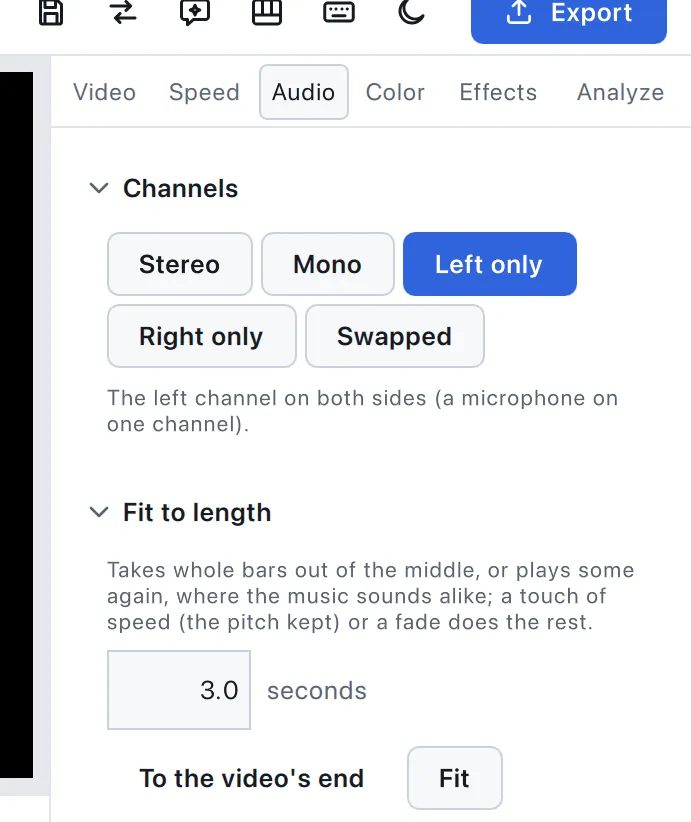 Export
Video Speed Audio Color Effects Analyze
Channels
Stereo Mono Left only
Right only Swapped
The left channel on both sides (a microphone on
one channel).
Fit to length
Takes whole bars out of the middle, or plays some
again, where the music sounds alike; a touch of
speed (the pitch kept) or a fade does the rest.
3.0 seconds
To the video's end Fit